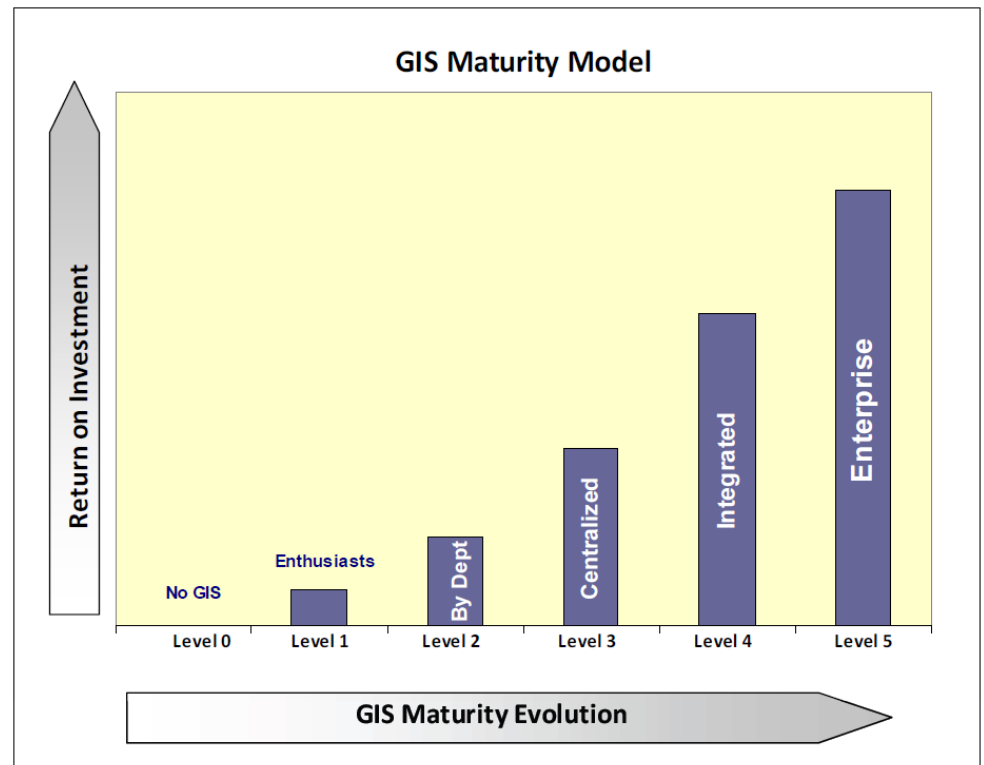 GIS Maturity Model
Return on Investment
No GIS
Enthusiasts
By Dept
Centralized
Integrated
Enterprise
Level 0
Level 1
Level 2
Level 3
Level 4
Level 5
GIS Maturity Evolution